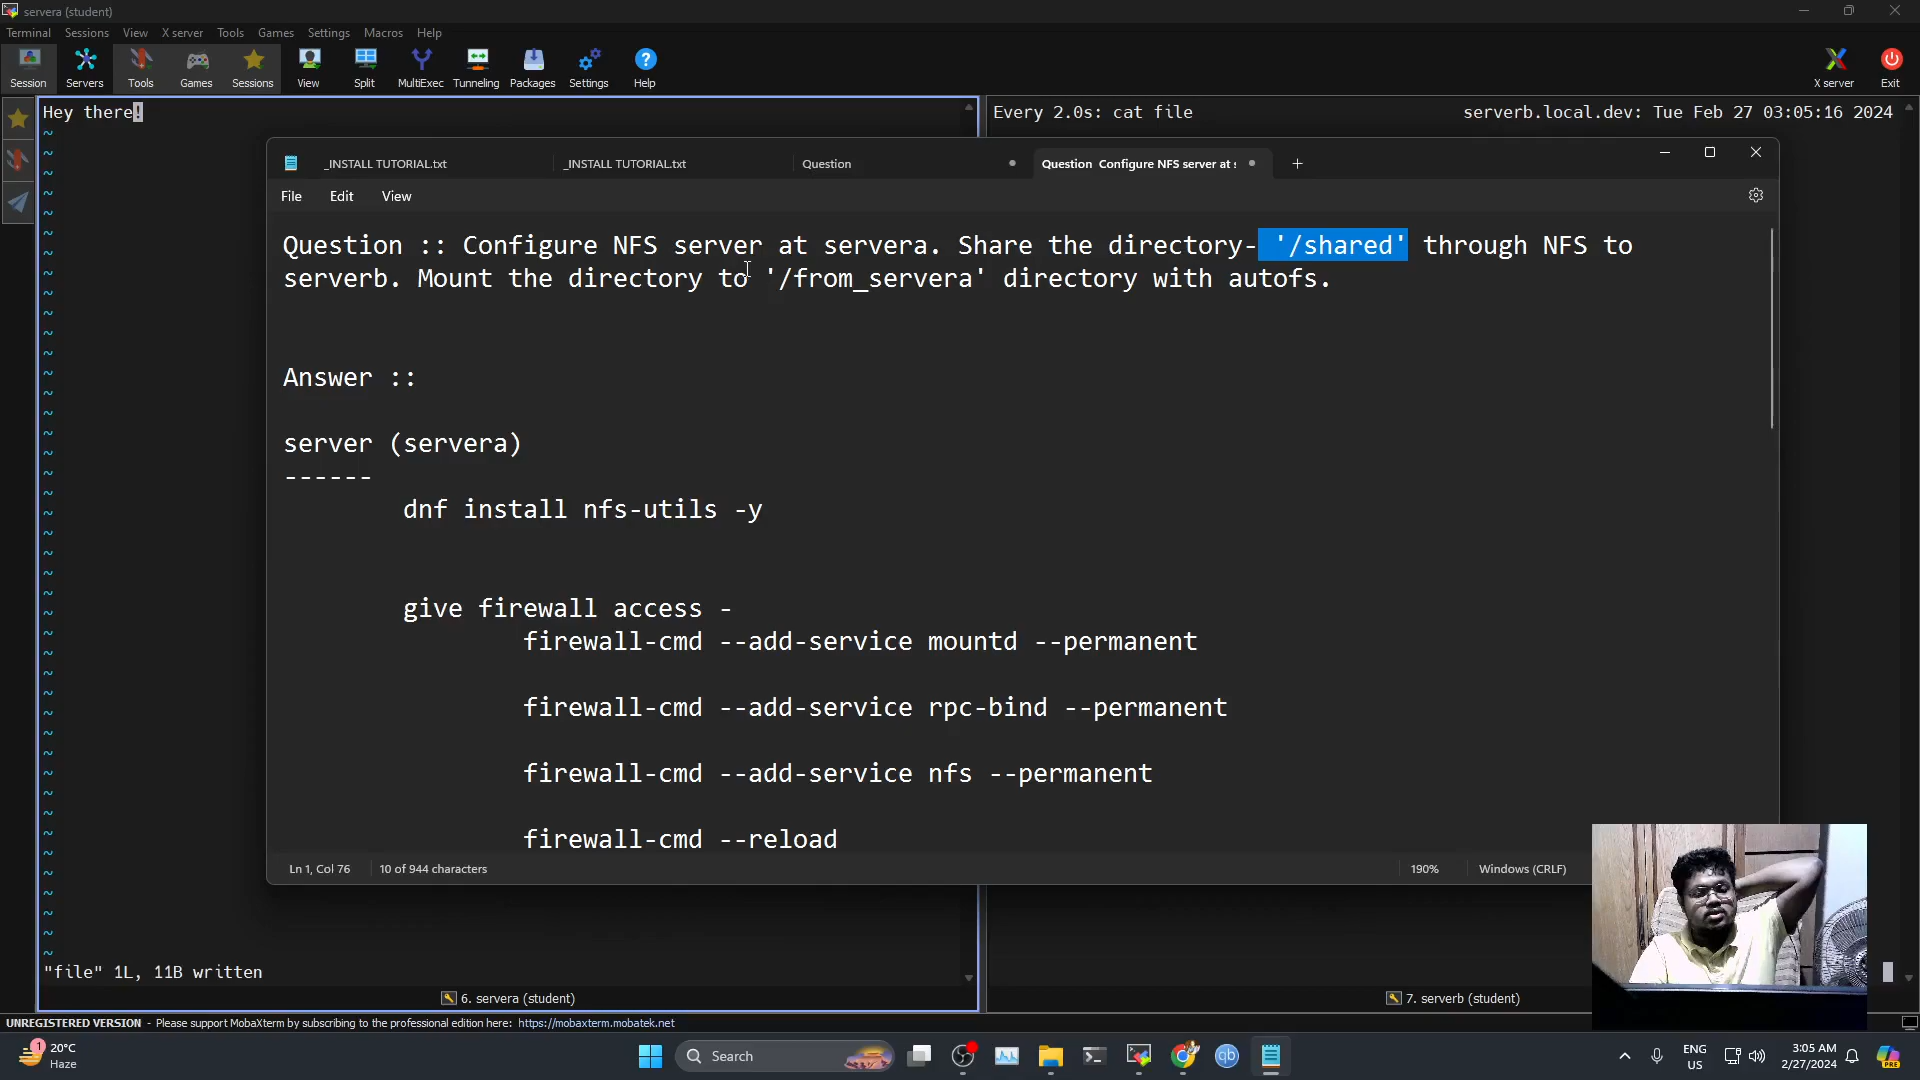 servera (student)
Terminal Sessions View X server Tools Games Settings Macros Help
Session Servers Tools Games Sessions View Split MultiExec Tunneling Packages Settings Help X server Exit
Hey there!
Every 2.0s: cat file serverb.local.dev: Tue Feb 27 03:05:16 2024
_INSTALL TUTORIAL.txt _INSTALL TUTORIAL.txt Question Question Configure NFS server at s
File Edit View
Question :: Configure NFS server at servera. Share the directory- '/shared' through NFS to
serverb. Mount the directory to '/from_servera' directory with autofs.
Answer ::
server (servera)
------
dnf install nfs-utils -y
give firewall access -
firewall-cmd --add-service mountd --permanent
firewall-cmd --add-service rpc-bind --permanent
firewall-cmd --add-service nfs --permanent
firewall-cmd --reload
Ln 1, Col 76 10 of 944 characters 190% Windows (CRLF)
"file" 1L, 11B written
6. servera (student) 7. serverb (student)
UNREGISTERED VERSION - Please support MobaXterm by subscribing to the professional edition here: https://mobaxterm.mobatek.net
1 20°C
Haze
Search
ENG
US
3:05 AM
2/27/2024
qb
PRE